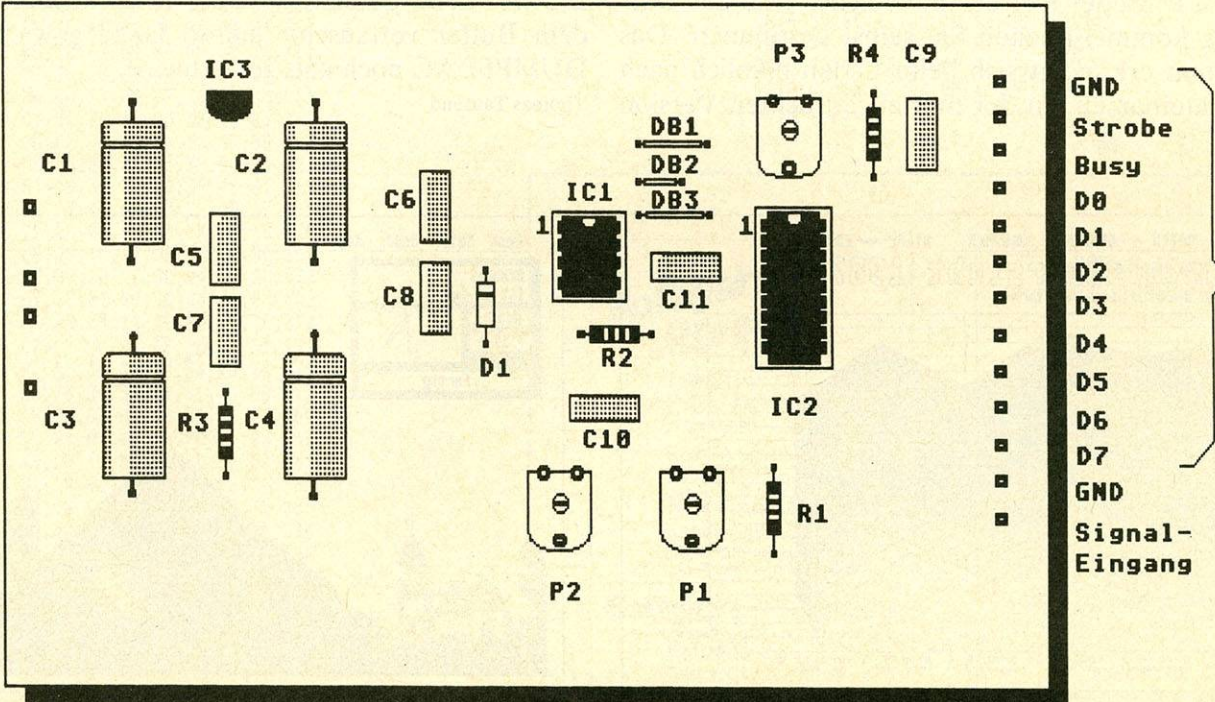 P3 R4 C9
IC3
GND
Strobe
Busy
D0
D1
D2
D3
D4
D5
D6
D7
GND
Signal-
Eingang
DB1
DB2
DB3
C1 C2
C6
IC1
1
1
C5
C8
C11
C7
D1
R2
IC2
C3 R3 C4
C10
R1
P2 P1